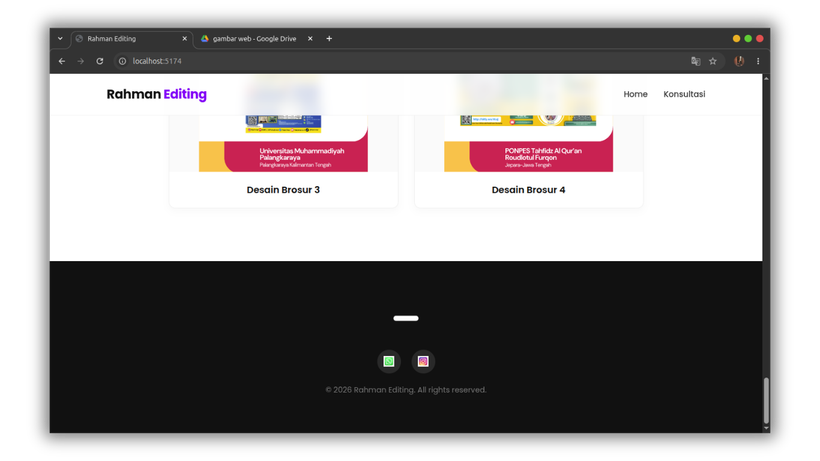 Rahman Editing
gambar web - Google Drive
localhost:5174
Rahman Editing
Home
Konsultasi
Universitas Muhammadiyah
Palangkaraya
Palangkaraya Kalimantan Tengah
PONPES Tahfidz Al Qur'an
Roudlotul Furqon
Jepara-Jawa Tengah
Desain Brosur 3
Desain Brosur 4
© 2026 Rahman Editing. All rights reserved.